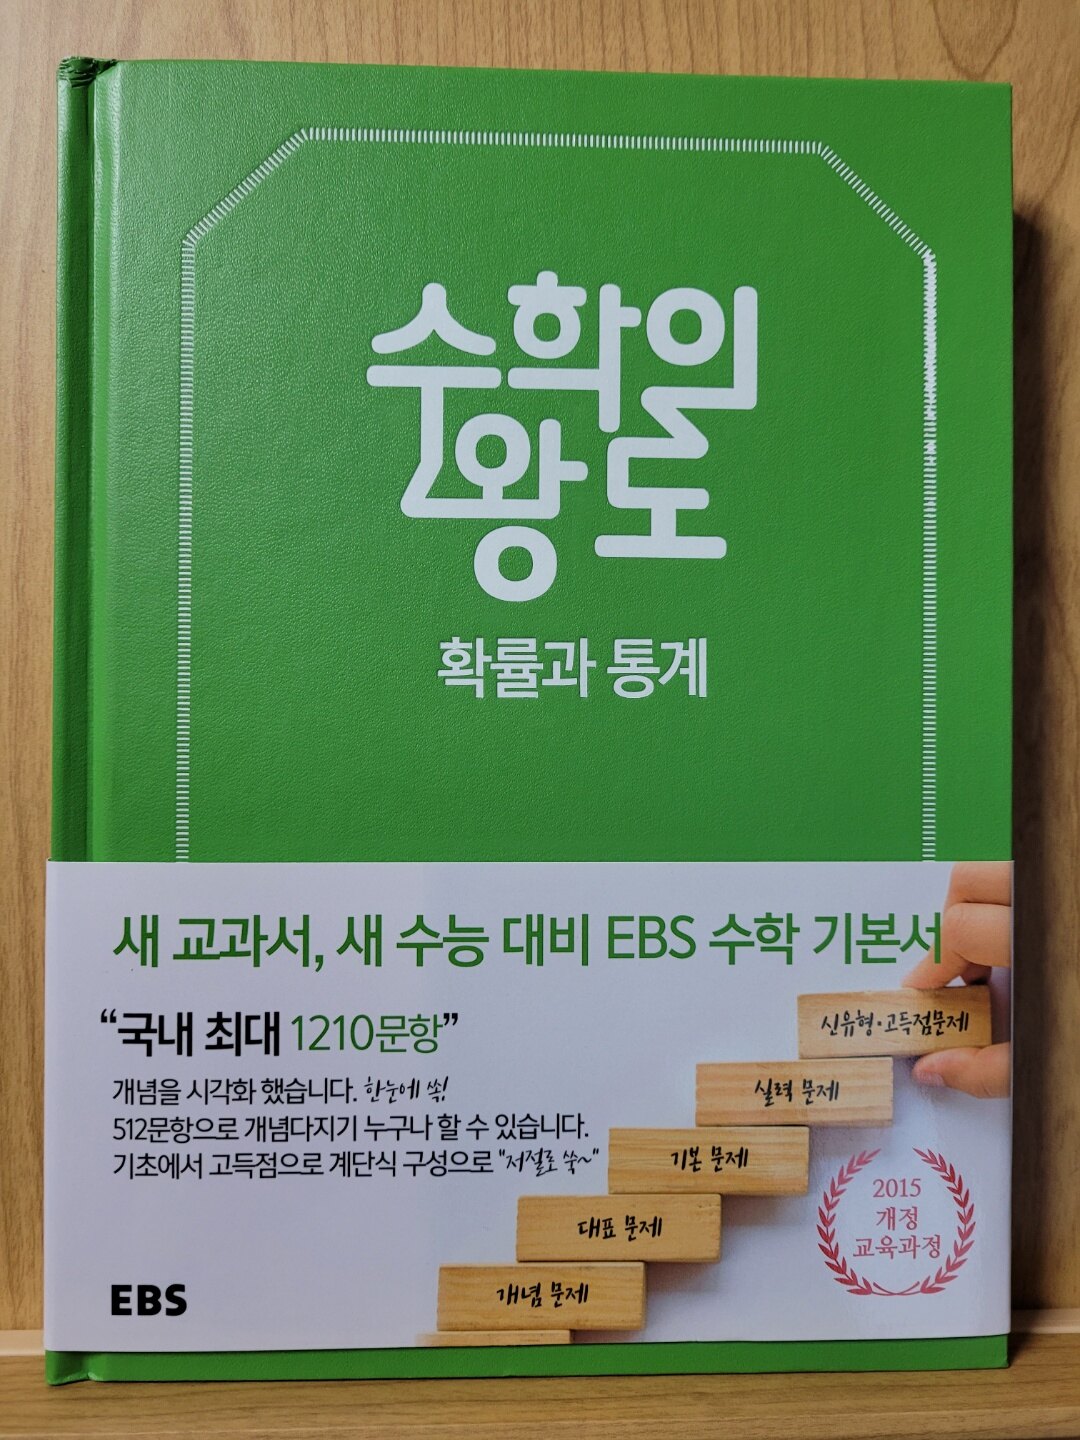 수학의
왕도
확률과 통계
새 교과서, 새 수능 대비 EBS 수학 기본서
“국내 최대 1210문항”
개념을 시각화 했습니다. 한눈에 쏙!
512문항으로 개념다지기 누구나 할 수 있습니다.
기초에서 고득점으로 계단식 구성으로 "저절로 쑥~"
신유형·고득점문제
실력 문제
기본 문제
대표 문제
개념 문제
2015
개정
교육과정
EBS